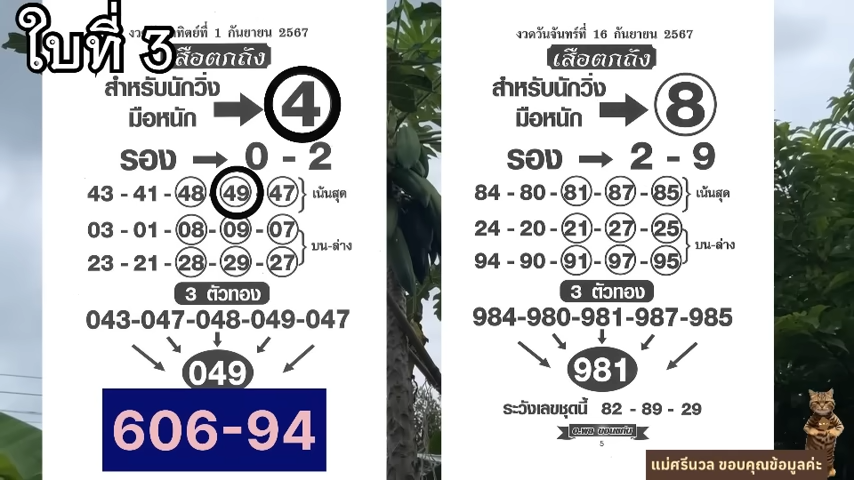 ใบที่ 3
ทิตย์ที่ 1 กันยายน 2567
เสือตกถัง
สำหรับนักวิ่ง
มือหนัก
4
รอง 0 - 2
43 - 41 - 48 - 49 - 47 เน้นสุด
03 - 01 - 08 - 09 - 07
23 - 21 - 28 - 29 - 27
บน-ล่าง
3 ตัวทอง
043-047-048-049-047
049
606-94
งวดวันจันทร์ที่ 16 กันยายน 2567
เสือตกถัง
สำหรับนักวิ่ง
มือหนัก
8
รอง 2 - 9
84 - 80 - 81 - 87 - 85 เน้นสุด
24 - 20 - 21 - 27 - 25
94 - 90 - 91 - 97 - 95
บน-ล่าง
3 ตัวทอง
984-980-981-987-985
981
ระวังเลขชุดนี้ 82 - 89 - 29
5
แม่ศรีนวล ขอบคุณข้อมูลค่ะ